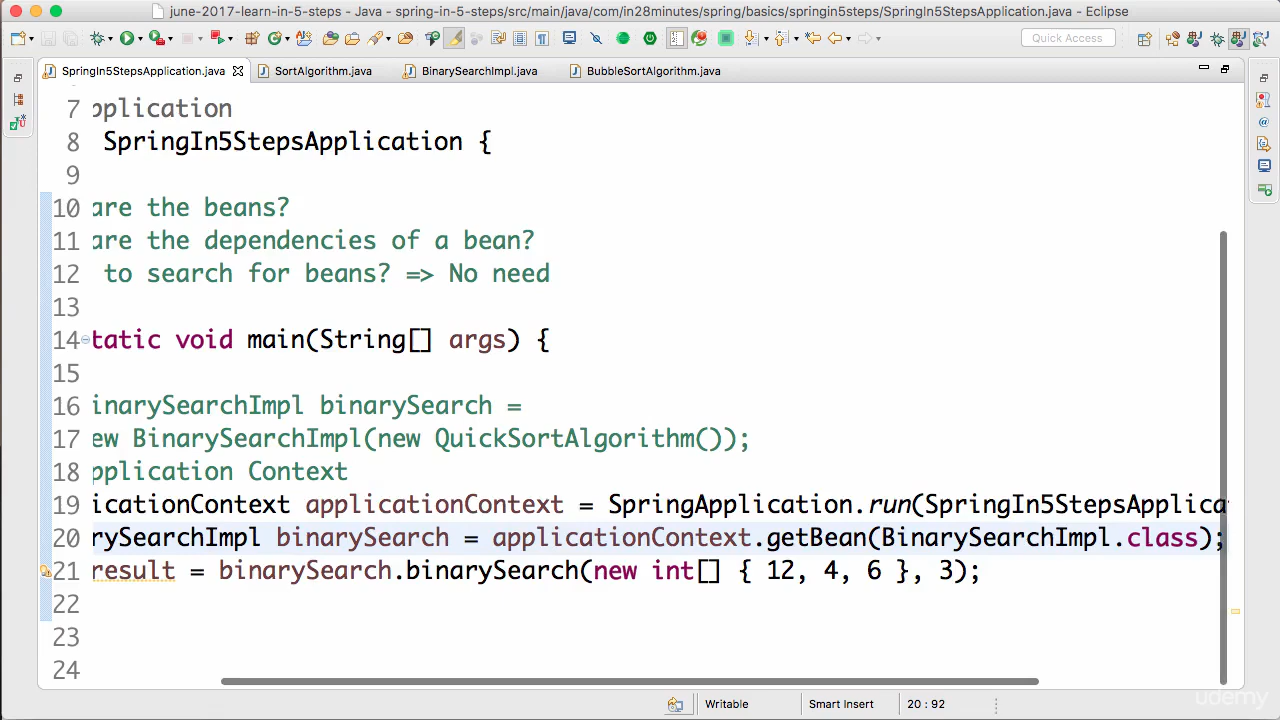 june-2017-learn-in-5-steps - Java - spring-in-5-steps/src/main/java/com/in28minutes/spring/basics/springin5steps/SpringIn5StepsApplication.java - Eclipse
Quick Access
SpringIn5StepsApplication.java SortAlgorithm.java BinarySearchImpl.java BubbleSortAlgorithm.java
7 pplication
8 SpringIn5StepsApplication {
9
10 are the beans?
11 are the dependencies of a bean?
12 to search for beans? => No need
13
14 tatic void main(String[] args) {
15
16 inarySearchImpl binarySearch =
17 ew BinarySearchImpl(new QuickSortAlgorithm());
18 pplication Context
19 icationContext applicationContext = SpringApplication.run(SpringIn5StepsApplica
20 rySearchImpl binarySearch = applicationContext.getBean(BinarySearchImpl.class);
21 result = binarySearch.binarySearch(new int[] { 12, 4, 6 }, 3);
22
23
24
Writable Smart Insert 20 : 92
udemy